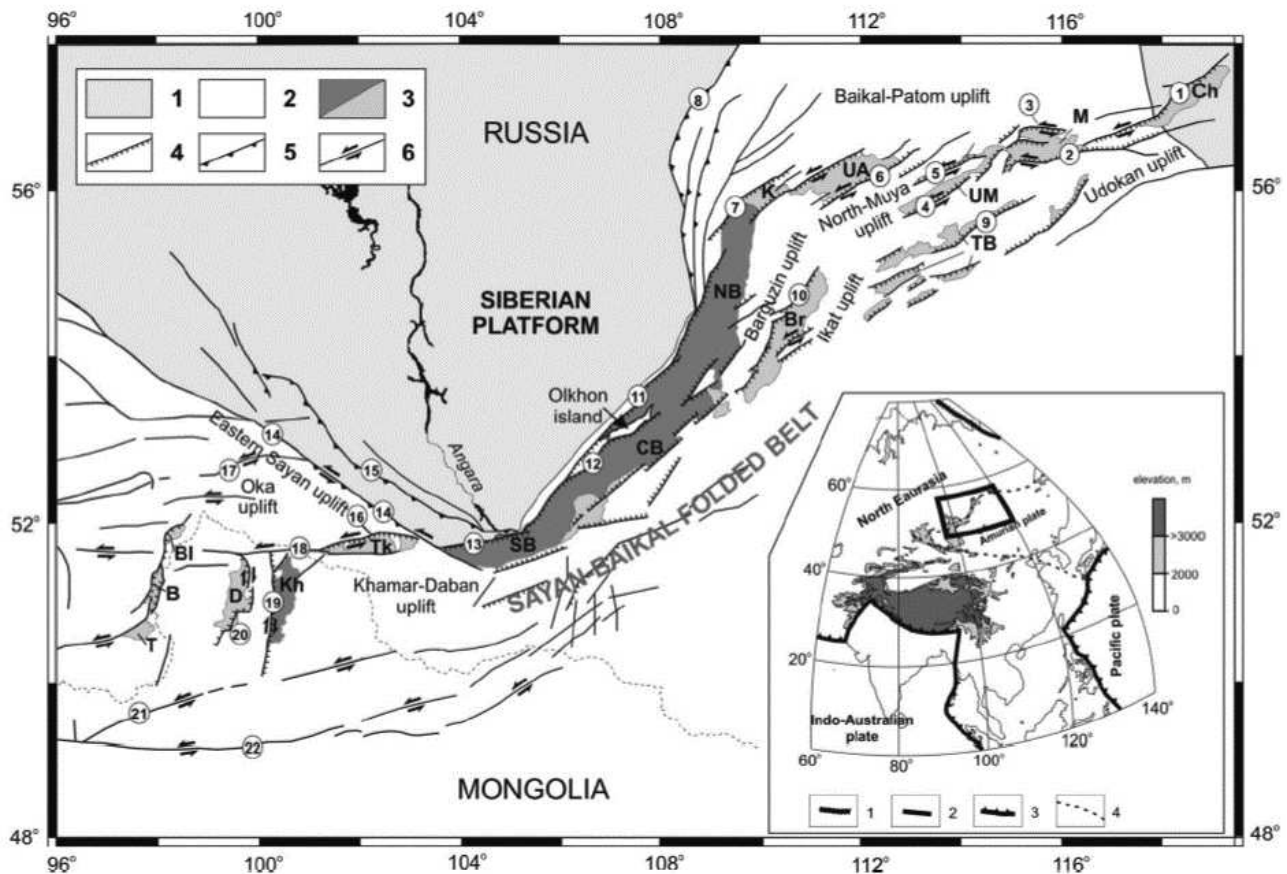 96° 100° 104° 108° 112° 116°
1 2 3
4 5 6
RUSSIA
8
Baikal-Patom uplift
3
M
1
Ch
2
56°
56°
K
UA
6
5
North-Muya
uplift
4
UM
Udokan uplift
7
9
TB
SIBERIAN
PLATFORM
NB
Barguzin uplift
10
Br
Ikat uplift
Olkhon
island
11
CB
12
Angara
14
15
17
Eastern Sayan uplift
Oka
uplift
16
14
52°
52°
13
SB
SAYAN-BAIKAL FOLDED BELT
Tk
18
BI
B
D
Kh
19
20
T
Khamar-Daban
uplift
21
22
MONGOLIA
48°
48°
96° 100° 104° 108° 112° 116°
60°
40°
20°
North Eaurasia
Amurian plate
Pacific plate
Indo-Australian
plate
60° 80° 100° 120° 140°
elevation, m
>3000
2000
0
1 2 3 4